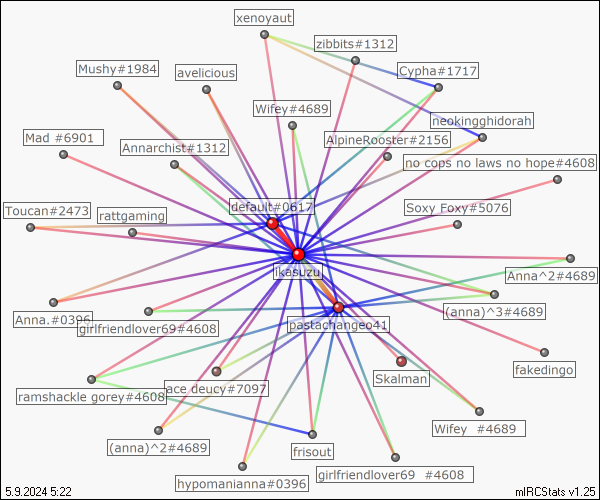 xenoyaut
zibbits#1312
Mushy#1984
avelicious
Cypha#1717
Wifey#4689
neokingghidorah
Mad #6901
Annarchist#1312
AlpineRooster#2156
no cops no laws no hope#4608
Toucan#2473
rattgaming
default#0617
Soxy Foxy#5076
ikasuzu
Anna^2#4689
Anna.#0396
girlfriendlover69#4608
pastachangeo41
(anna)^3#4689
fakedingo
ramshackle gorey#4608
ace deucy#7097
Skalman
Wifey  #4689
(anna)^2#4689
frisout
hypomanianna#0396
girlfriendlover69  #4608
5.9.2024 5:22
mIRCStats v1.25